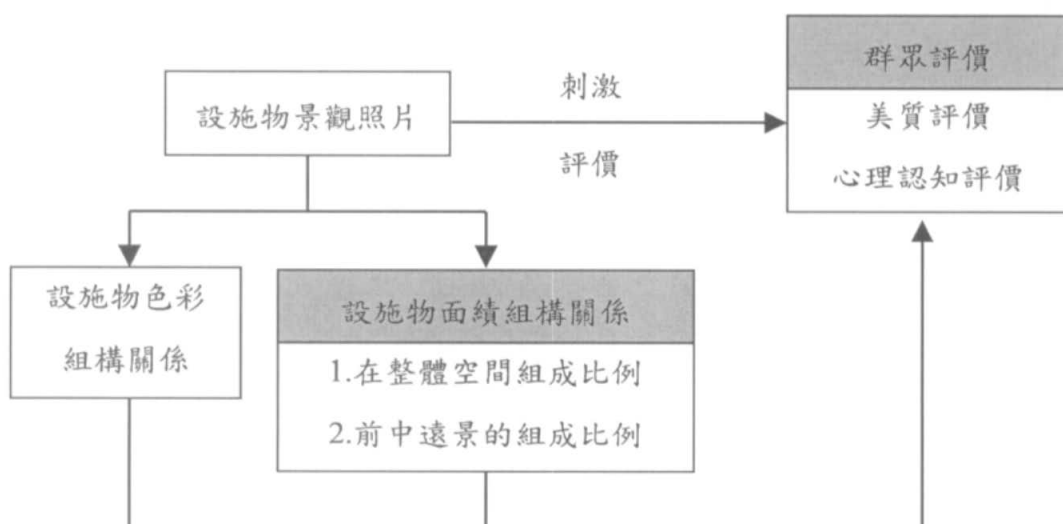 群眾評價
刺激
設施物景觀照片
美質評價
評價
心理認知評價
設施物色彩
組構關係
設施物面績組構關係
1.在整體空間組成比例
2.前中遠景的組成比例